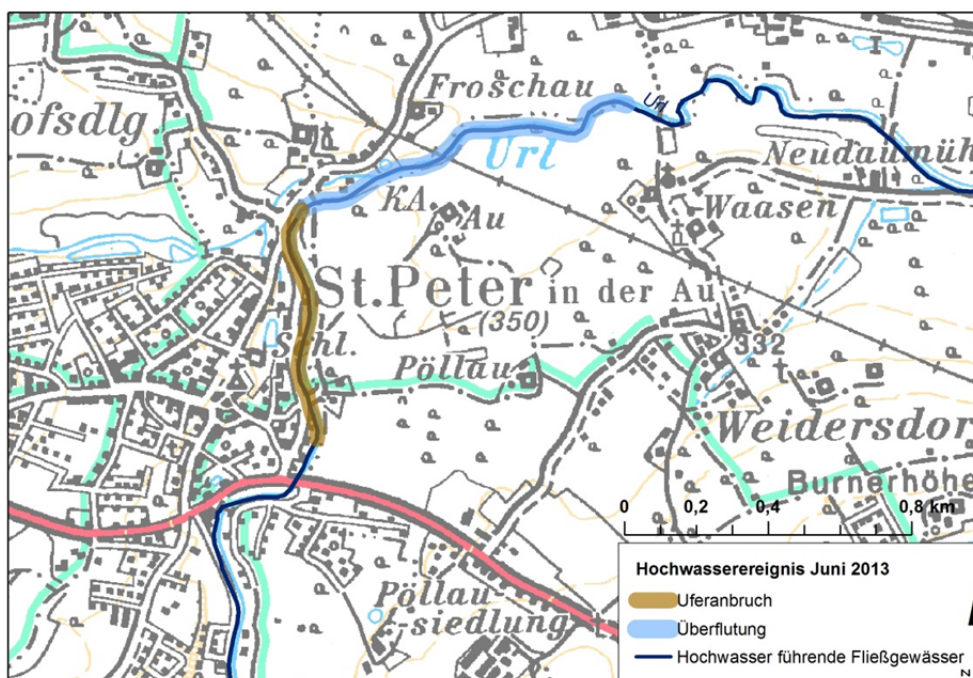 Froschau
ofsdlg
Url
Url
Neudaumüh
KA
Au
Waasen
St.Peter in der Au
(350)
Schl.
332
Pöllau
Weidersdor
Burnerhöhe
0 0,2 0,4 0,8 km
Pöllau-
-siedlung
Hochwasserereignis Juni 2013
Uferanbruch
Überflutung
Hochwasser führende Fließgewässer
N